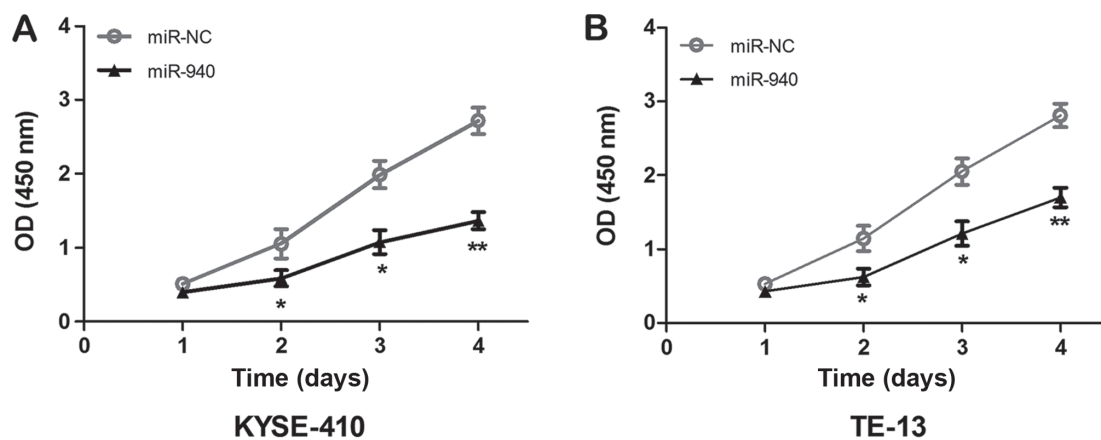 A
miR-NC
miR-940
OD (450 nm)
4
3
2
1
0
0 1 2 3 4
*
*
**
Time (days)
KYSE-410
B
miR-NC
miR-940
OD (450 nm)
4
3
2
1
0
0 1 2 3 4
*
*
**
Time (days)
TE-13